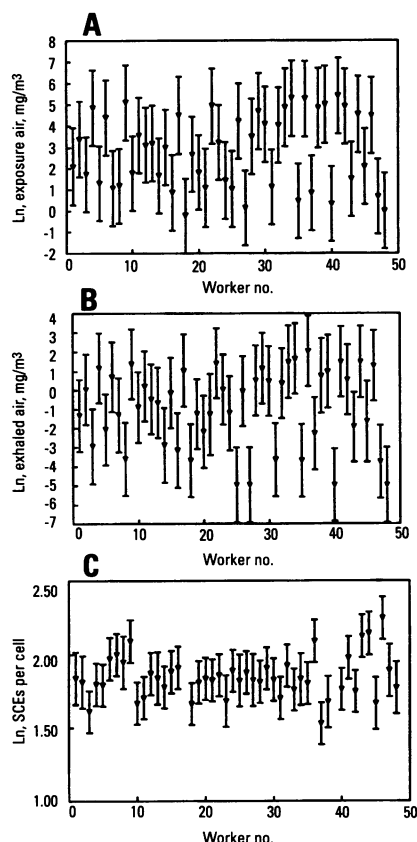 A
Ln, exposure air, mg/m3
8
7
6
5
4
3
2
1
0
-1
-2
0 10 20 30 40 50
Worker no.
B
Ln, exhaled air, mg/m3
4
3
2
1
0
-1
-2
-3
-4
-5
-6
-7
0 10 20 30 40 50
Worker no.
C
Ln, SCEs per cell
2.50
2.00
1.50
1.00
0 10 20 30 40 50
Worker no.